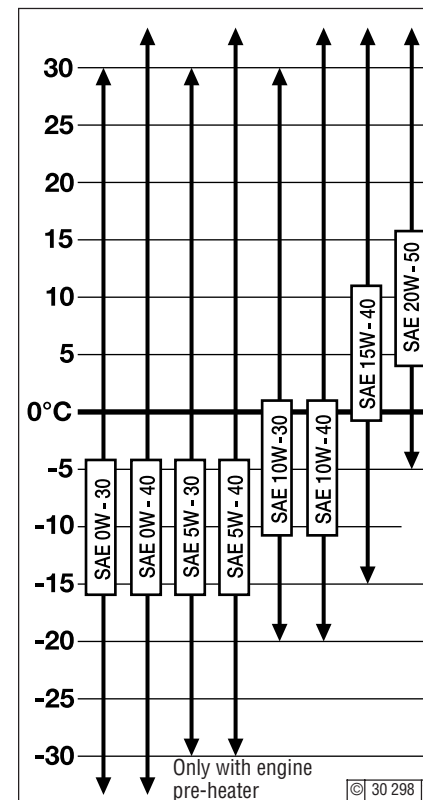 30
25
20
15
10
5
0°C
-5
-10
-15
-20
-25
-30
SAE 0W - 30
SAE 0W - 40
SAE 5W - 30
SAE 5W - 40
SAE 10W - 30
SAE 10W - 40
SAE 15W - 40
SAE 20W - 50
Only with engine
pre-heater
© 30 298